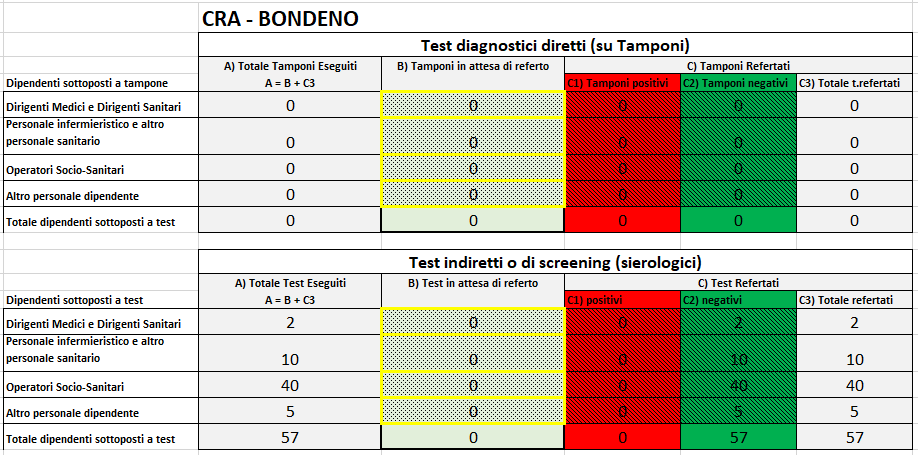 CRA - BONDENO
Test diagnostici diretti (su Tamponi)
A) Totale Tamponi Eseguiti B) Tamponi in attesa di referto C) Tamponi Refertati
Dipendenti sottoposti a tampone A = B + C3 C1) Tamponi positivi C2) Tamponi negativi C3) Totale t.refertati
Dirigenti Medici e Dirigenti Sanitari 0 0 0 0 0
Personale infermieristico e altro
personale sanitario 0 0 0 0 0
Operatori Socio-Sanitari 0 0 0 0 0
Altro personale dipendente 0 0 0 0 0
Totale dipendenti sottoposti a test 0 0 0 0 0
Test indiretti o di screening (sierologici)
A) Totale Test Eseguiti B) Test in attesa di referto C) Test Refertati
Dipendenti sottoposti a test A = B + C3 C1) positivi C2) negativi C3) Totale refertati
Dirigenti Medici e Dirigenti Sanitari 2 0 0 2 2
Personale infermieristico e altro
personale sanitario 10 0 0 10 10
Operatori Socio-Sanitari 40 0 0 40 40
Altro personale dipendente 5 0 0 5 5
Totale dipendenti sottoposti a test 57 0 0 57 57